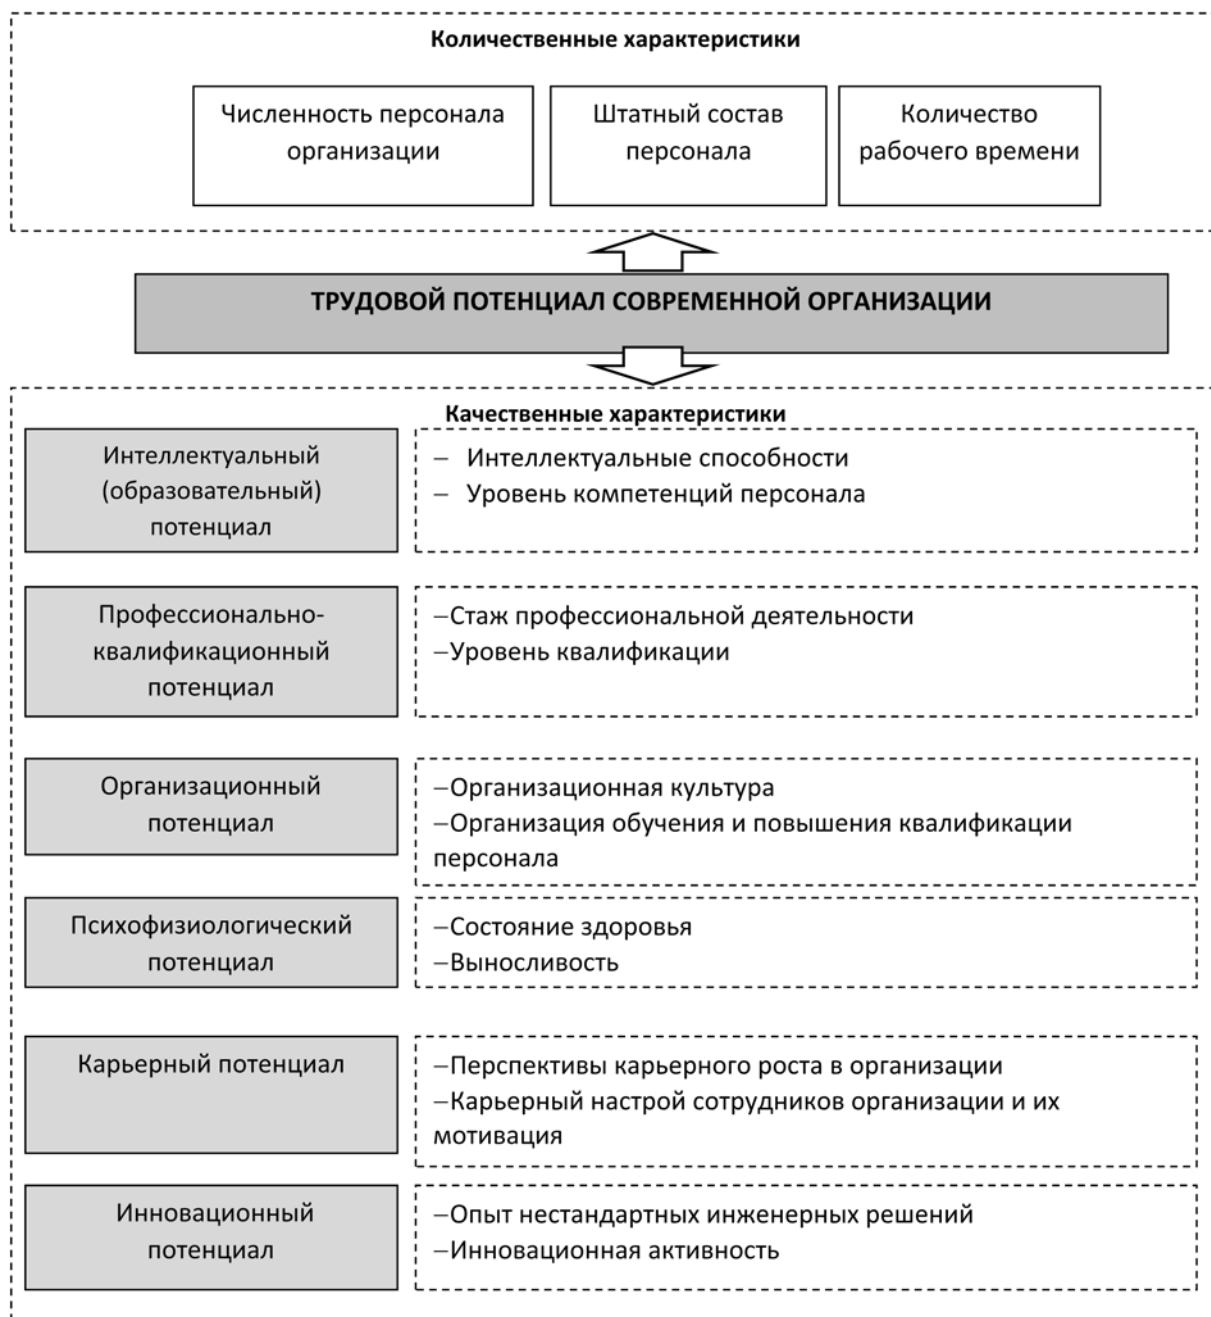 Количественные характеристики
Численность персонала
организации
Штатный состав
персонала
Количество
рабочего времени
ТРУДОВОЙ ПОТЕНЦИАЛ СОВРЕМЕННОЙ ОРГАНИЗАЦИИ
Качественные характеристики
Интеллектуальный
(образовательный)
потенциал
– Интеллектуальные способности
– Уровень компетенций персонала
Профессионально-
квалификационный
потенциал
–Стаж профессиональной деятельности
–Уровень квалификации
Организационный
потенциал
–Организационная культура
–Организация обучения и повышения квалификации
персонала
Психофизиологический
потенциал
–Состояние здоровья
–Выносливость
Карьерный потенциал
–Перспективы карьерного роста в организации
–Карьерный настрой сотрудников организации и их
мотивация
Инновационный
потенциал
–Опыт нестандартных инженерных решений
–Инновационная активность